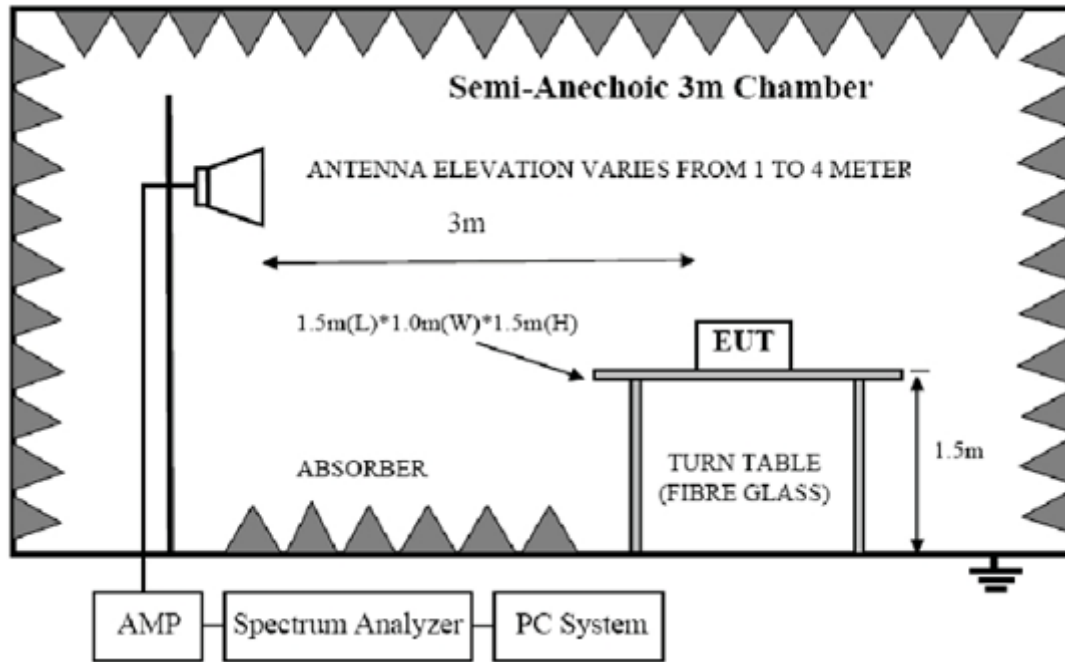 Semi-Anechoic 3m Chamber
ANTENNA ELEVATION VARIES FROM 1 TO 4 METER
3m
1.5m(L)*1.0m(W)*1.5m(H)
EUT
1.5m
ABSORBER
TURN TABLE
(FIBRE GLASS)
AMP
Spectrum Analyzer
PC System